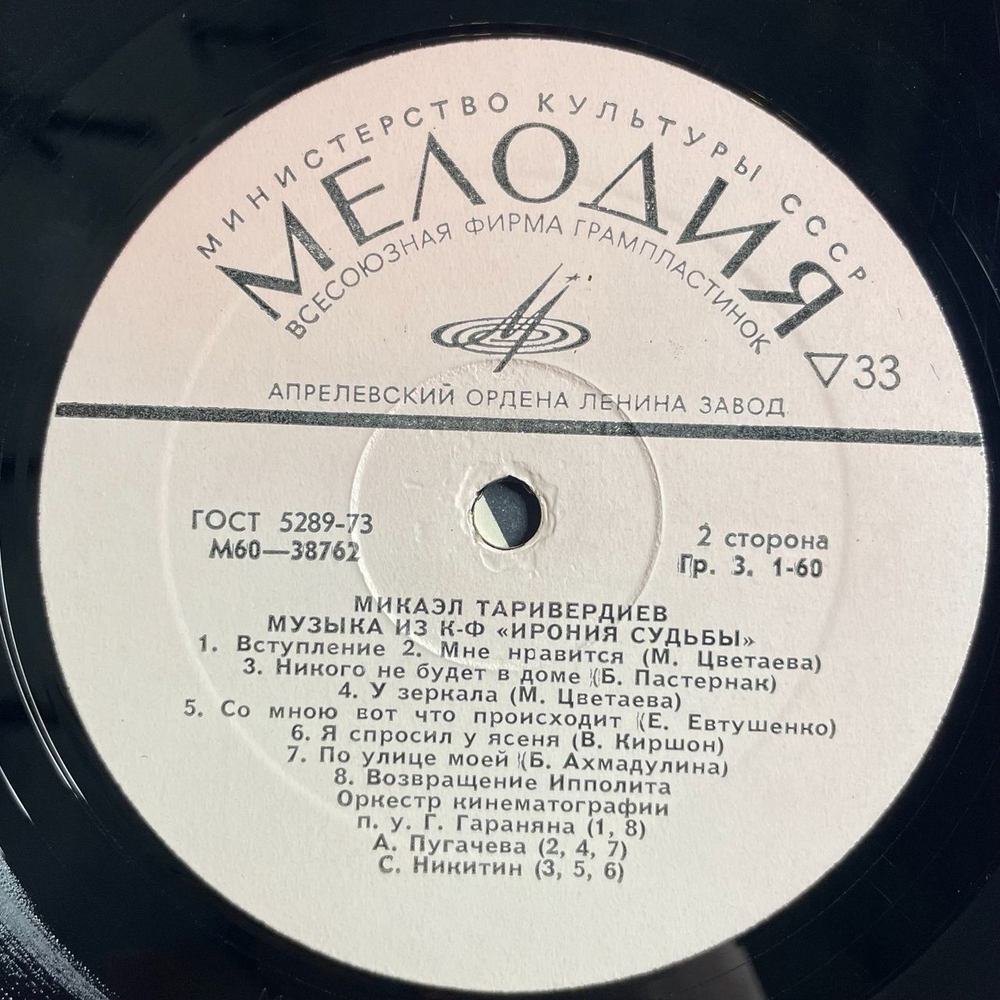 МИНИСТЕРСТВО КУЛЬТУРЫ СССР
МЕЛОДИЯ
ВСЕСОЮЗНАЯ ФИРМА ГРАМПЛАСТИНОК
33
АПРЕЛЕВСКИЙ ОРДЕНА ЛЕНИНА ЗАВОД
ГОСТ 5289-73
М60—38762
2 сторона
Гр. 3. 1-60
МИКАЭЛ ТАРИВЕРДИЕВ
МУЗЫКА ИЗ К-Ф «ИРОНИЯ СУДЬБЫ»
1. Вступление 2. Мне нравится (М. Цветаева)
3. Никого не будет в доме (Б. Пастернак)
4. У зеркала (М. Цветаева)
5. Со мною вот что происходит (Е. Евтушенко)
6. Я спросил у ясеня (В. Киршон)
7. По улице моей (Б. Ахмадулина)
8. Возвращение Ипполита
Оркестр кинематографии
п. у. Г. Гараняна (1, 8)
А. Пугачева (2, 4, 7)
С. Никитин (3, 5, 6)